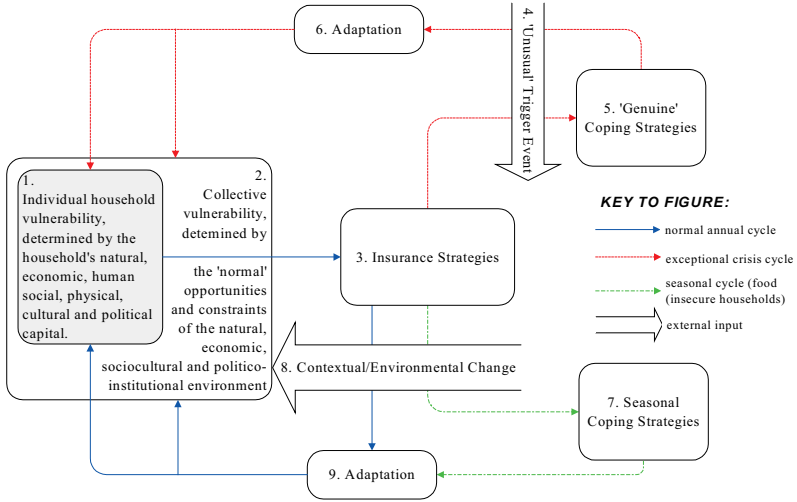 6. Adaptation
4. 'Unusual' Trigger Event
5. 'Genuine'
Coping Strategies
1.
Individual household
vulnerability,
determined by the
household's natural,
economic, human
social, physical,
cultural and political
capital.
2.
Collective
vulnerability,
detemined by
the 'normal'
opportunities
and constraints
of the natural,
economic,
sociocultural and politico-
institutional environment
3. Insurance Strategies
KEY TO FIGURE:
normal annual cycle
exceptional crisis cycle
seasonal cycle (food
(insecure households)
external input
8. Contextual/Environmental Change
7. Seasonal
Coping Strategies
9. Adaptation